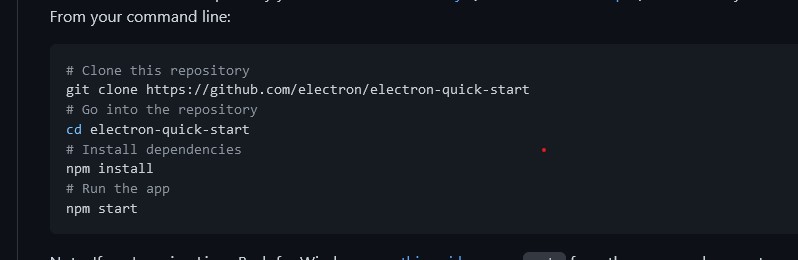 From your command line:
# Clone this repository
git clone https://github.com/electron/electron-quick-start
# Go into the repository
cd electron-quick-start
# Install dependencies
npm install
# Run the app
npm start